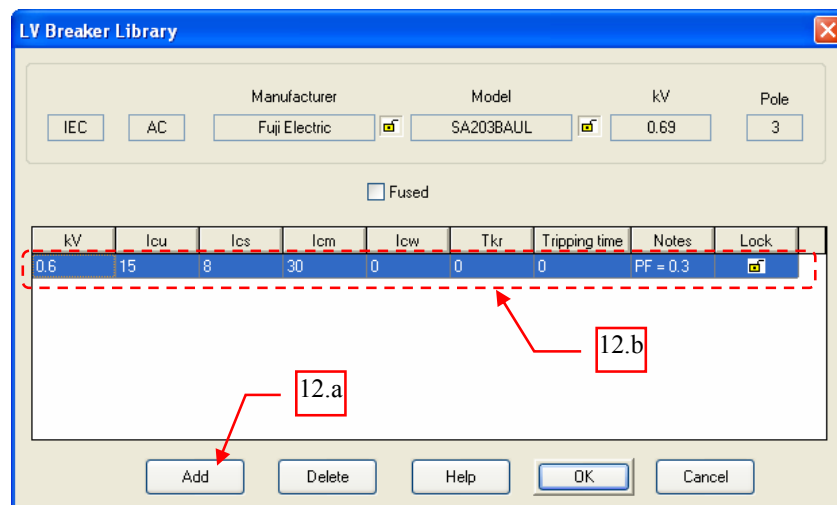 LV Breaker Library
Manufacturer Model kV Pole
IEC AC Fuji Electric SA203BAUL 0.69 3
Fused
kV Icu Ics Icm Icw Tkr Tripping time Notes Lock
0.6 15 8 30 0 0 0 PF = 0.3
12.b
12.a
Add Delete Help OK Cancel